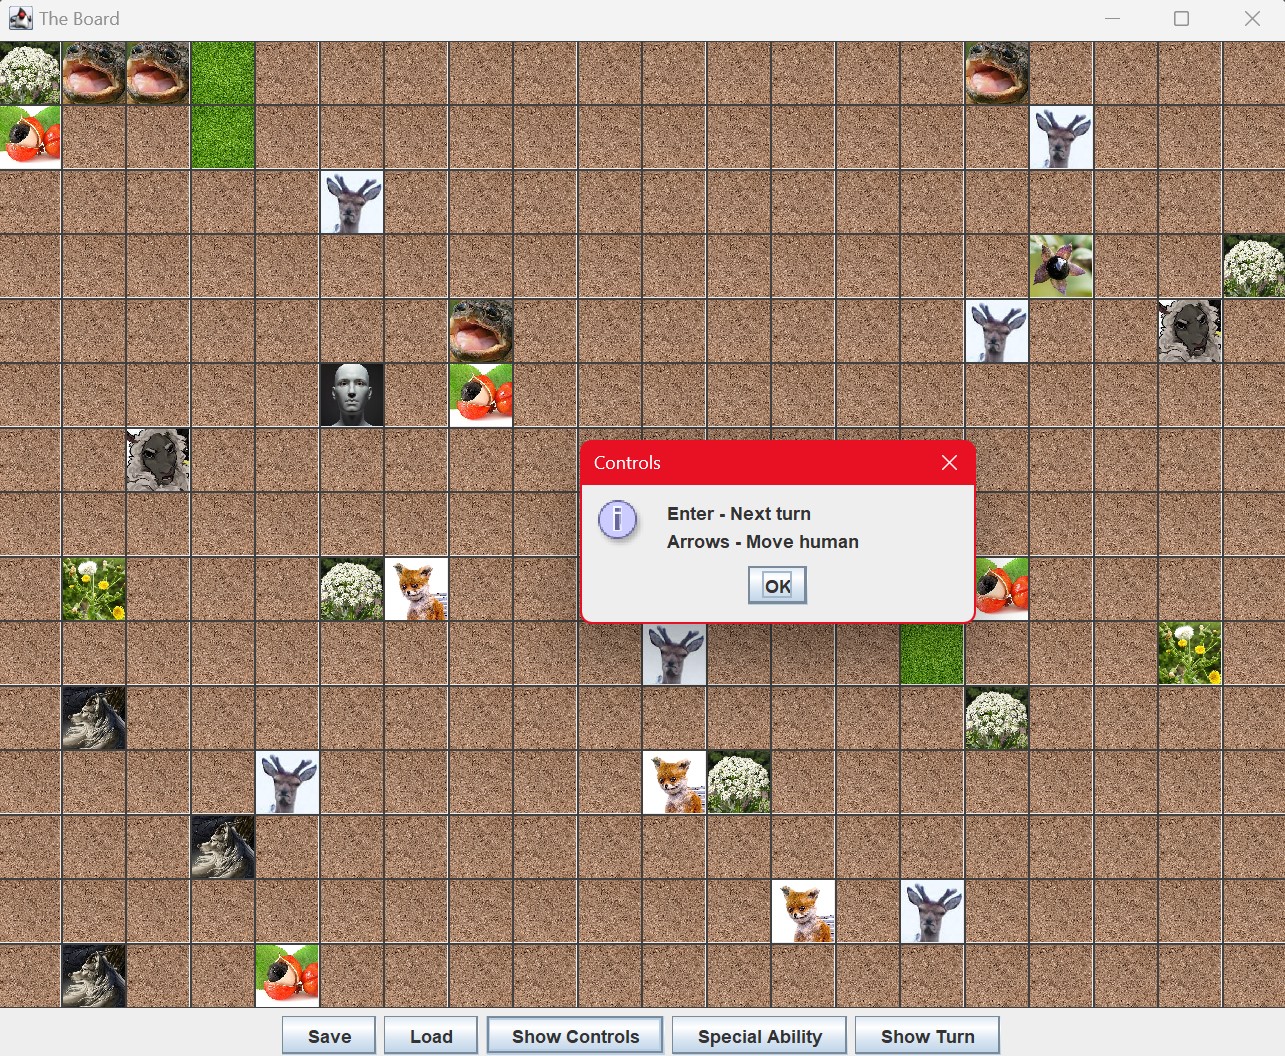 The Board
Controls
Enter - Next turn
Arrows - Move human
OK
Save
Load
Show Controls
Special Ability
Show Turn